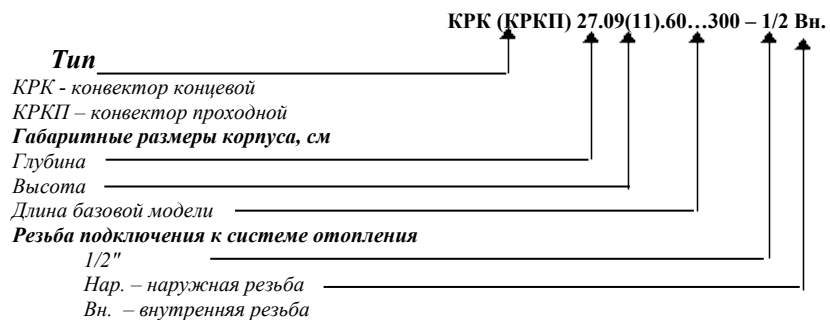 КРК (КРКП) 27.09(11).60…300 – 1/2 Вн.
Тип
КРК - конвектор концевой
КРКП – конвектор проходной
Габаритные размеры корпуса, см
Глубина
Высота
Длина базовой модели
Резьба подключения к системе отопления
1/2"
Нар. – наружная резьба
Вн. – внутренняя резьба